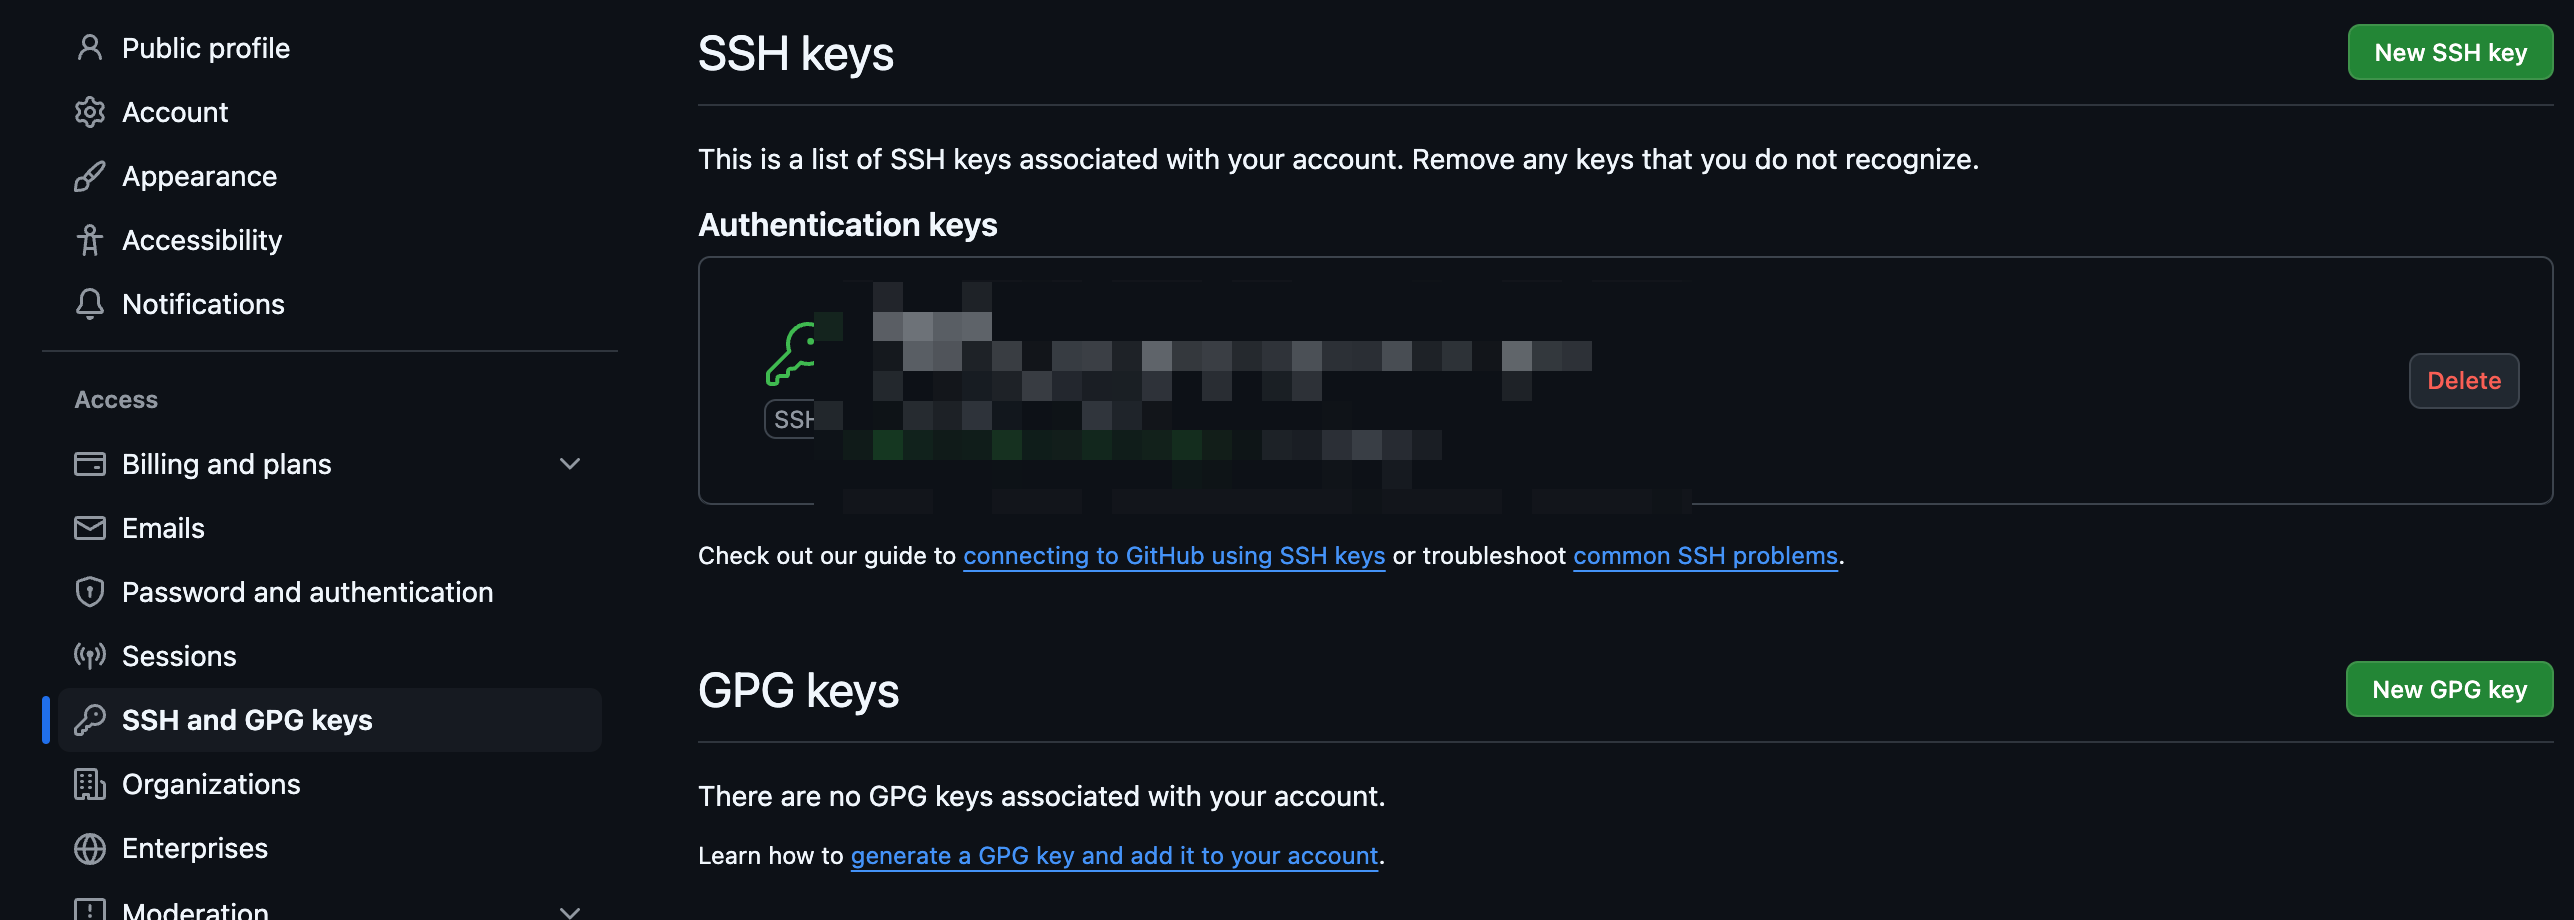 Public profile
Account
Appearance
Accessibility
Notifications
Access
Billing and plans
Emails
Password and authentication
Sessions
SSH and GPG keys
Organizations
Enterprises
Moderation
SSH keys
New SSH key
This is a list of SSH keys associated with your account. Remove any keys that you do not recognize.
Authentication keys
SSH
Delete
Check out our guide to connecting to GitHub using SSH keys or troubleshoot common SSH problems.
GPG keys
New GPG key
There are no GPG keys associated with your account.
Learn how to generate a GPG key and add it to your account.